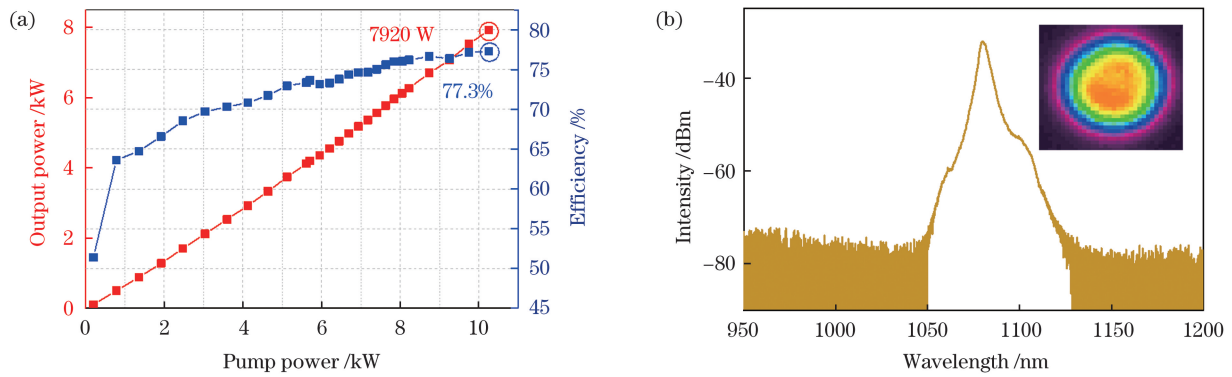 (a)
8
6
4
2
0
Output power /kW
7920 W
77.3%
80
75
70
65
60
55
50
45
Efficiency /%
0 2 4 6 8 10
Pump power /kW
(b)
−40
−60
−80
Intensity /dBm
950 1000 1050 1100 1150 1200
Wavelength /nm